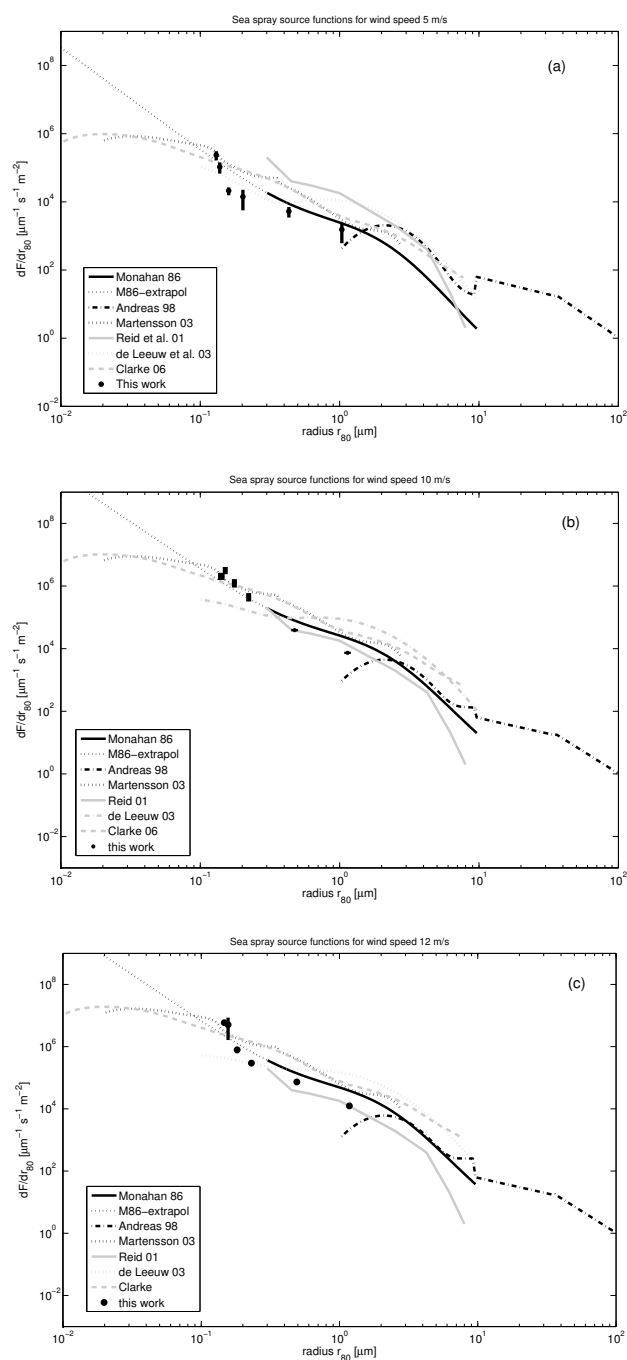 Sea spray source functions for wind speed 5 m/s
(a)
10^8
10^6
10^4
10^2
10^0
10^−2
dF/dr_80 [µm^−1 s^−1 m^−2]
Monahan 86
M86−extrapol
Andreas 98
Martensson 03
Reid et al. 01
de Leeuw et al. 03
Clarke 06
This work
10^−2 10^−1 10^0 10^1 10^2
radius r_80 [µm]
Sea spray source functions for wind speed 10 m/s
(b)
10^8
10^6
10^4
10^2
10^0
dF/dr_80 [µm^−1 s^−1 m^−2]
Monahan 86
M86−extrapol
Andreas 98
Martensson 03
Reid 01
de Leeuw 03
Clarke 06
this work
10^−2 10^−1 10^0 10^1 10^2
radius r_80 [µm]
Sea spray source functions for wind speed 12 m/s
(c)
10^8
10^6
10^4
10^2
10^0
10^−2
dF/dr_80 [µm^−1 s^−1 m^−2]
Monahan 86
M86−extrapol
Andreas 98
Martensson 03
Reid 01
de Leeuw 03
Clarke
this work
10^−2 10^−1 10^0 10^1 10^2
radius r_80 [µm]